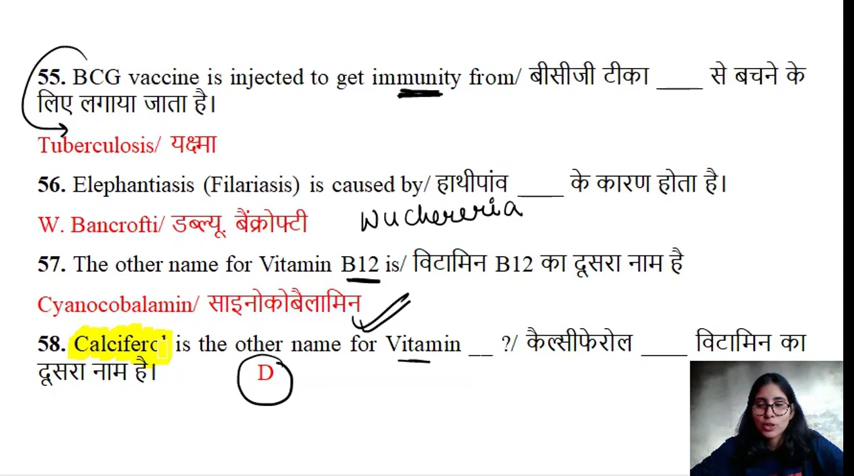 55. BCG vaccine is injected to get immunity from/ बीसीजी टीका ____ से बचने के
लिए लगाया जाता है।
Tuberculosis/ यक्ष्मा
56. Elephantiasis (Filariasis) is caused by/ हाथीपांव ____ के कारण होता है।
W. Bancrofti/ डब्ल्यू. बैंक्रोफ्टी
Wuchereria
57. The other name for Vitamin B12 is/ विटामिन B12 का दूसरा नाम है
Cyanocobalamin/ साइनोकोबैलामिन
58. Calciferol is the other name for Vitamin __ ?/ कैल्सीफेरोल ____ विटामिन का
दूसरा नाम है।
D